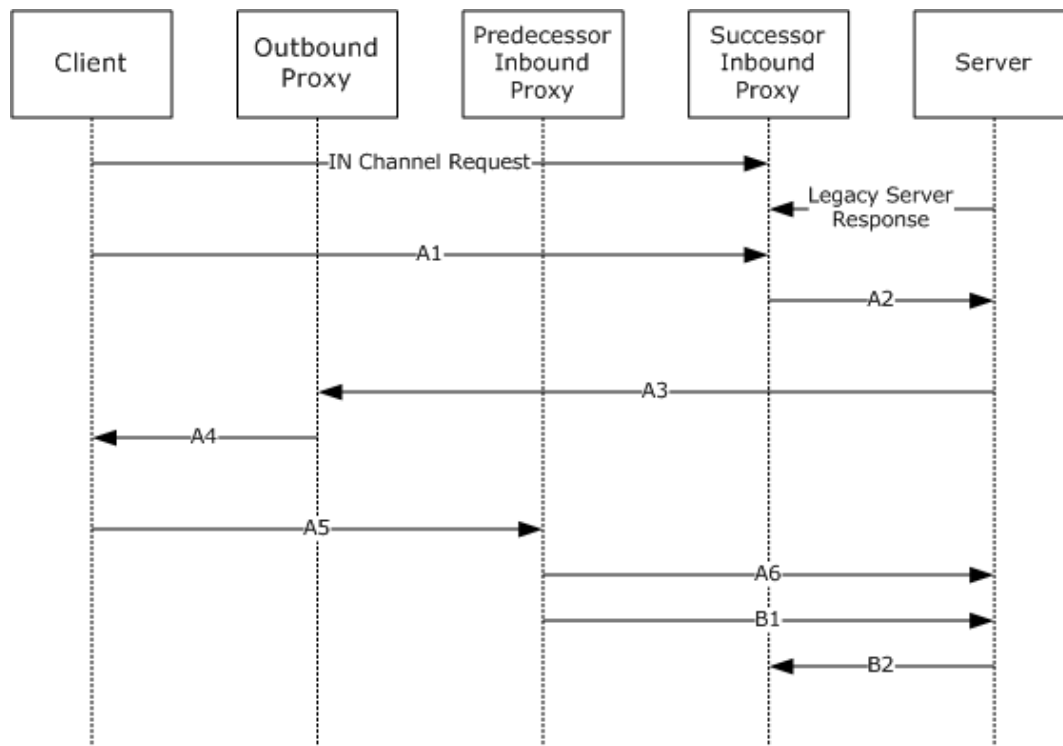 Client
Outbound
Proxy
Predecessor
Inbound
Proxy
Successor
Inbound
Proxy
Server
IN Channel Request
Legacy Server
Response
A1
A2
A3
A4
A5
A6
B1
B2